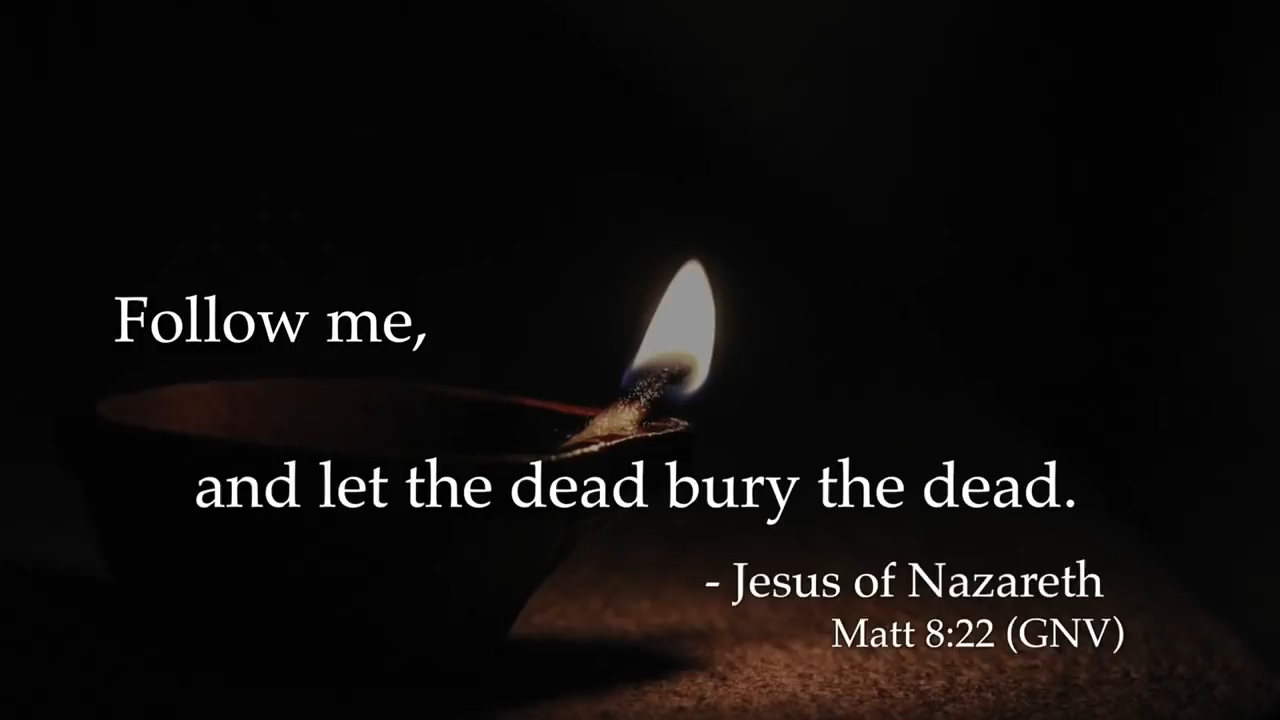 Follow me,
and let the dead bury the dead.
- Jesus of Nazareth
Matt 8:22 (GNV)